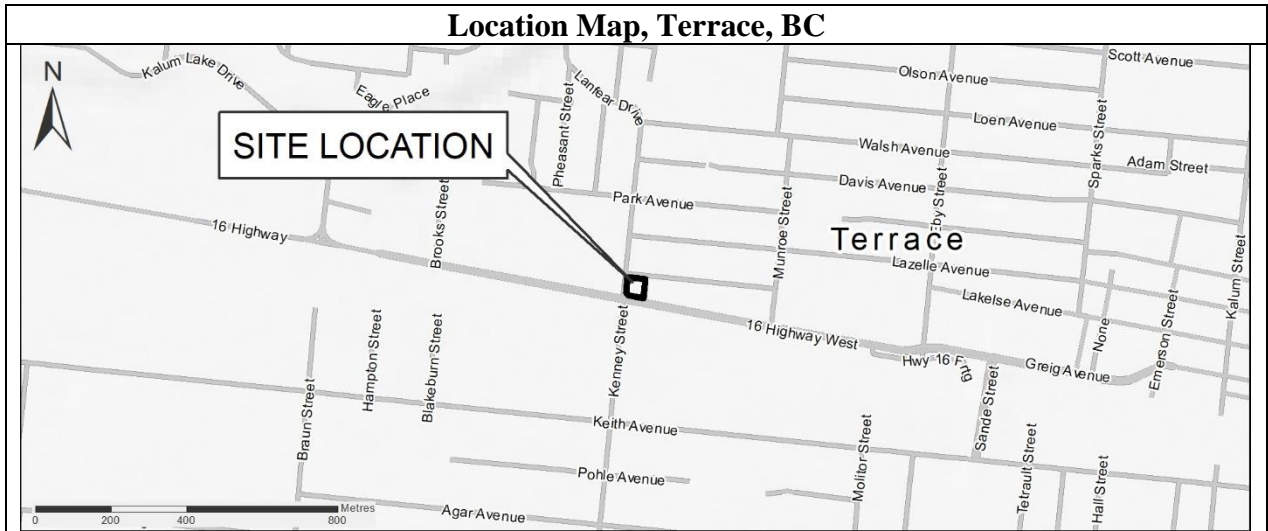 Location Map, Terrace, BC
N
Kalum Lake Drive
Eagle Place
Pheasant Street
Lanfear Drive
Scott Avenue
Olson Avenue
Loen Avenue
SITE LOCATION
Walsh Avenue
Adam Street
Sparks Street
Davis Avenue
Park Avenue
Brooks Street
16 Highway
Munroe Street
Eby Street
Terrace
Lazelle Avenue
Lakelse Avenue
Kalum Street
None
Emerson Street
16 Highway West
Hwy 16 Frtg
Greig Avenue
Kenney Street
Hampton Street
Blakeburn Street
Braun Street
Keith Avenue
Sande Street
Molitor Street
Tetrault Street
Hall Street
Pohle Avenue
Agar Avenue
Metres
0 200 400 800